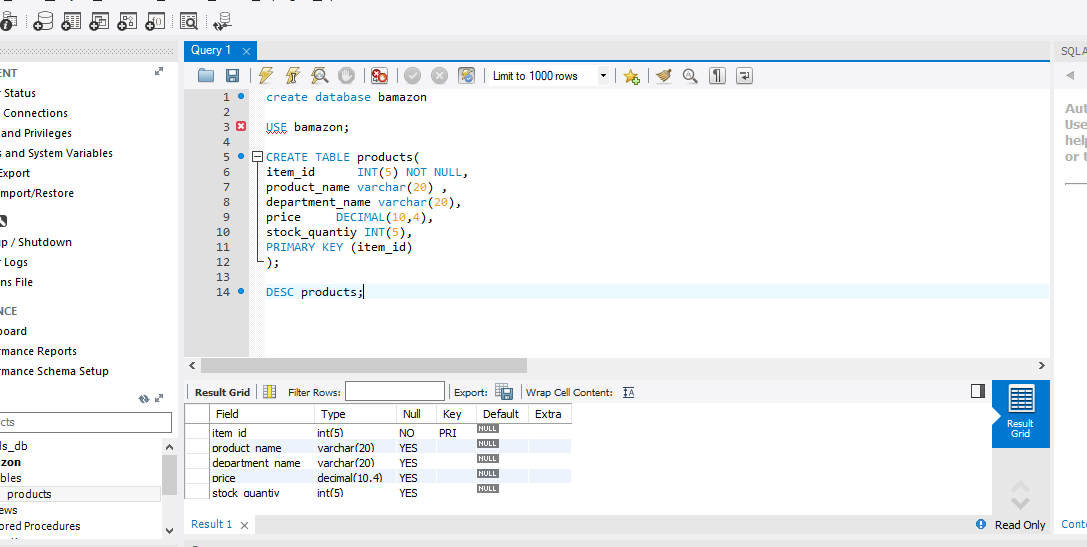 Query 1 ×
SQLA
ENT
Status
Connections
and Privileges
s and System Variables
Export
mport/Restore
p / Shutdown
Logs
ns File
NCE
board
rmance Reports
rmance Schema Setup
cts
ls_db
zon
bles
products
ews
ored Procedures
Limit to 1000 rows
1 create database bamazon
2
3 USE bamazon;
4
5 CREATE TABLE products(
6 item_id INT(5) NOT NULL,
7 product_name varchar(20) ,
8 department_name varchar(20),
9 price DECIMAL(10,4),
10 stock_quantiy INT(5),
11 PRIMARY KEY (item_id)
12 );
13
14 DESC products;
Result Grid Filter Rows: Export: Wrap Cell Content:
Field Type Null Key Default Extra
item_id int(5) NO PRI NULL
product_name varchar(20) YES NULL
department_name varchar(20) YES NULL
price decimal(10,4) YES NULL
stock_quantiy int(5) YES NULL
Result
Grid
Result 1 ×
Read Only
Aut
Use
help
or t
Conte